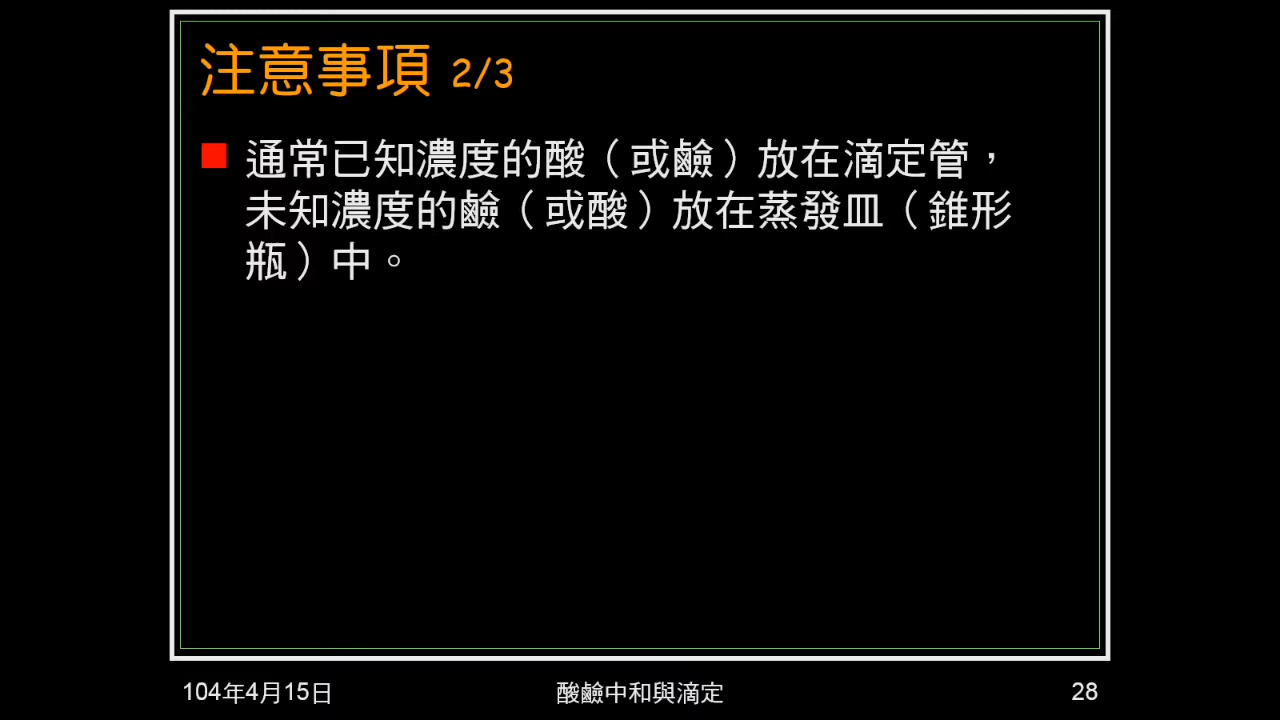 注意事項 2/3
通常已知濃度的酸（或鹼）放在滴定管，
未知濃度的鹼（或酸）放在蒸發皿（錐形
瓶）中。
104年4月15日
酸鹼中和與滴定
28